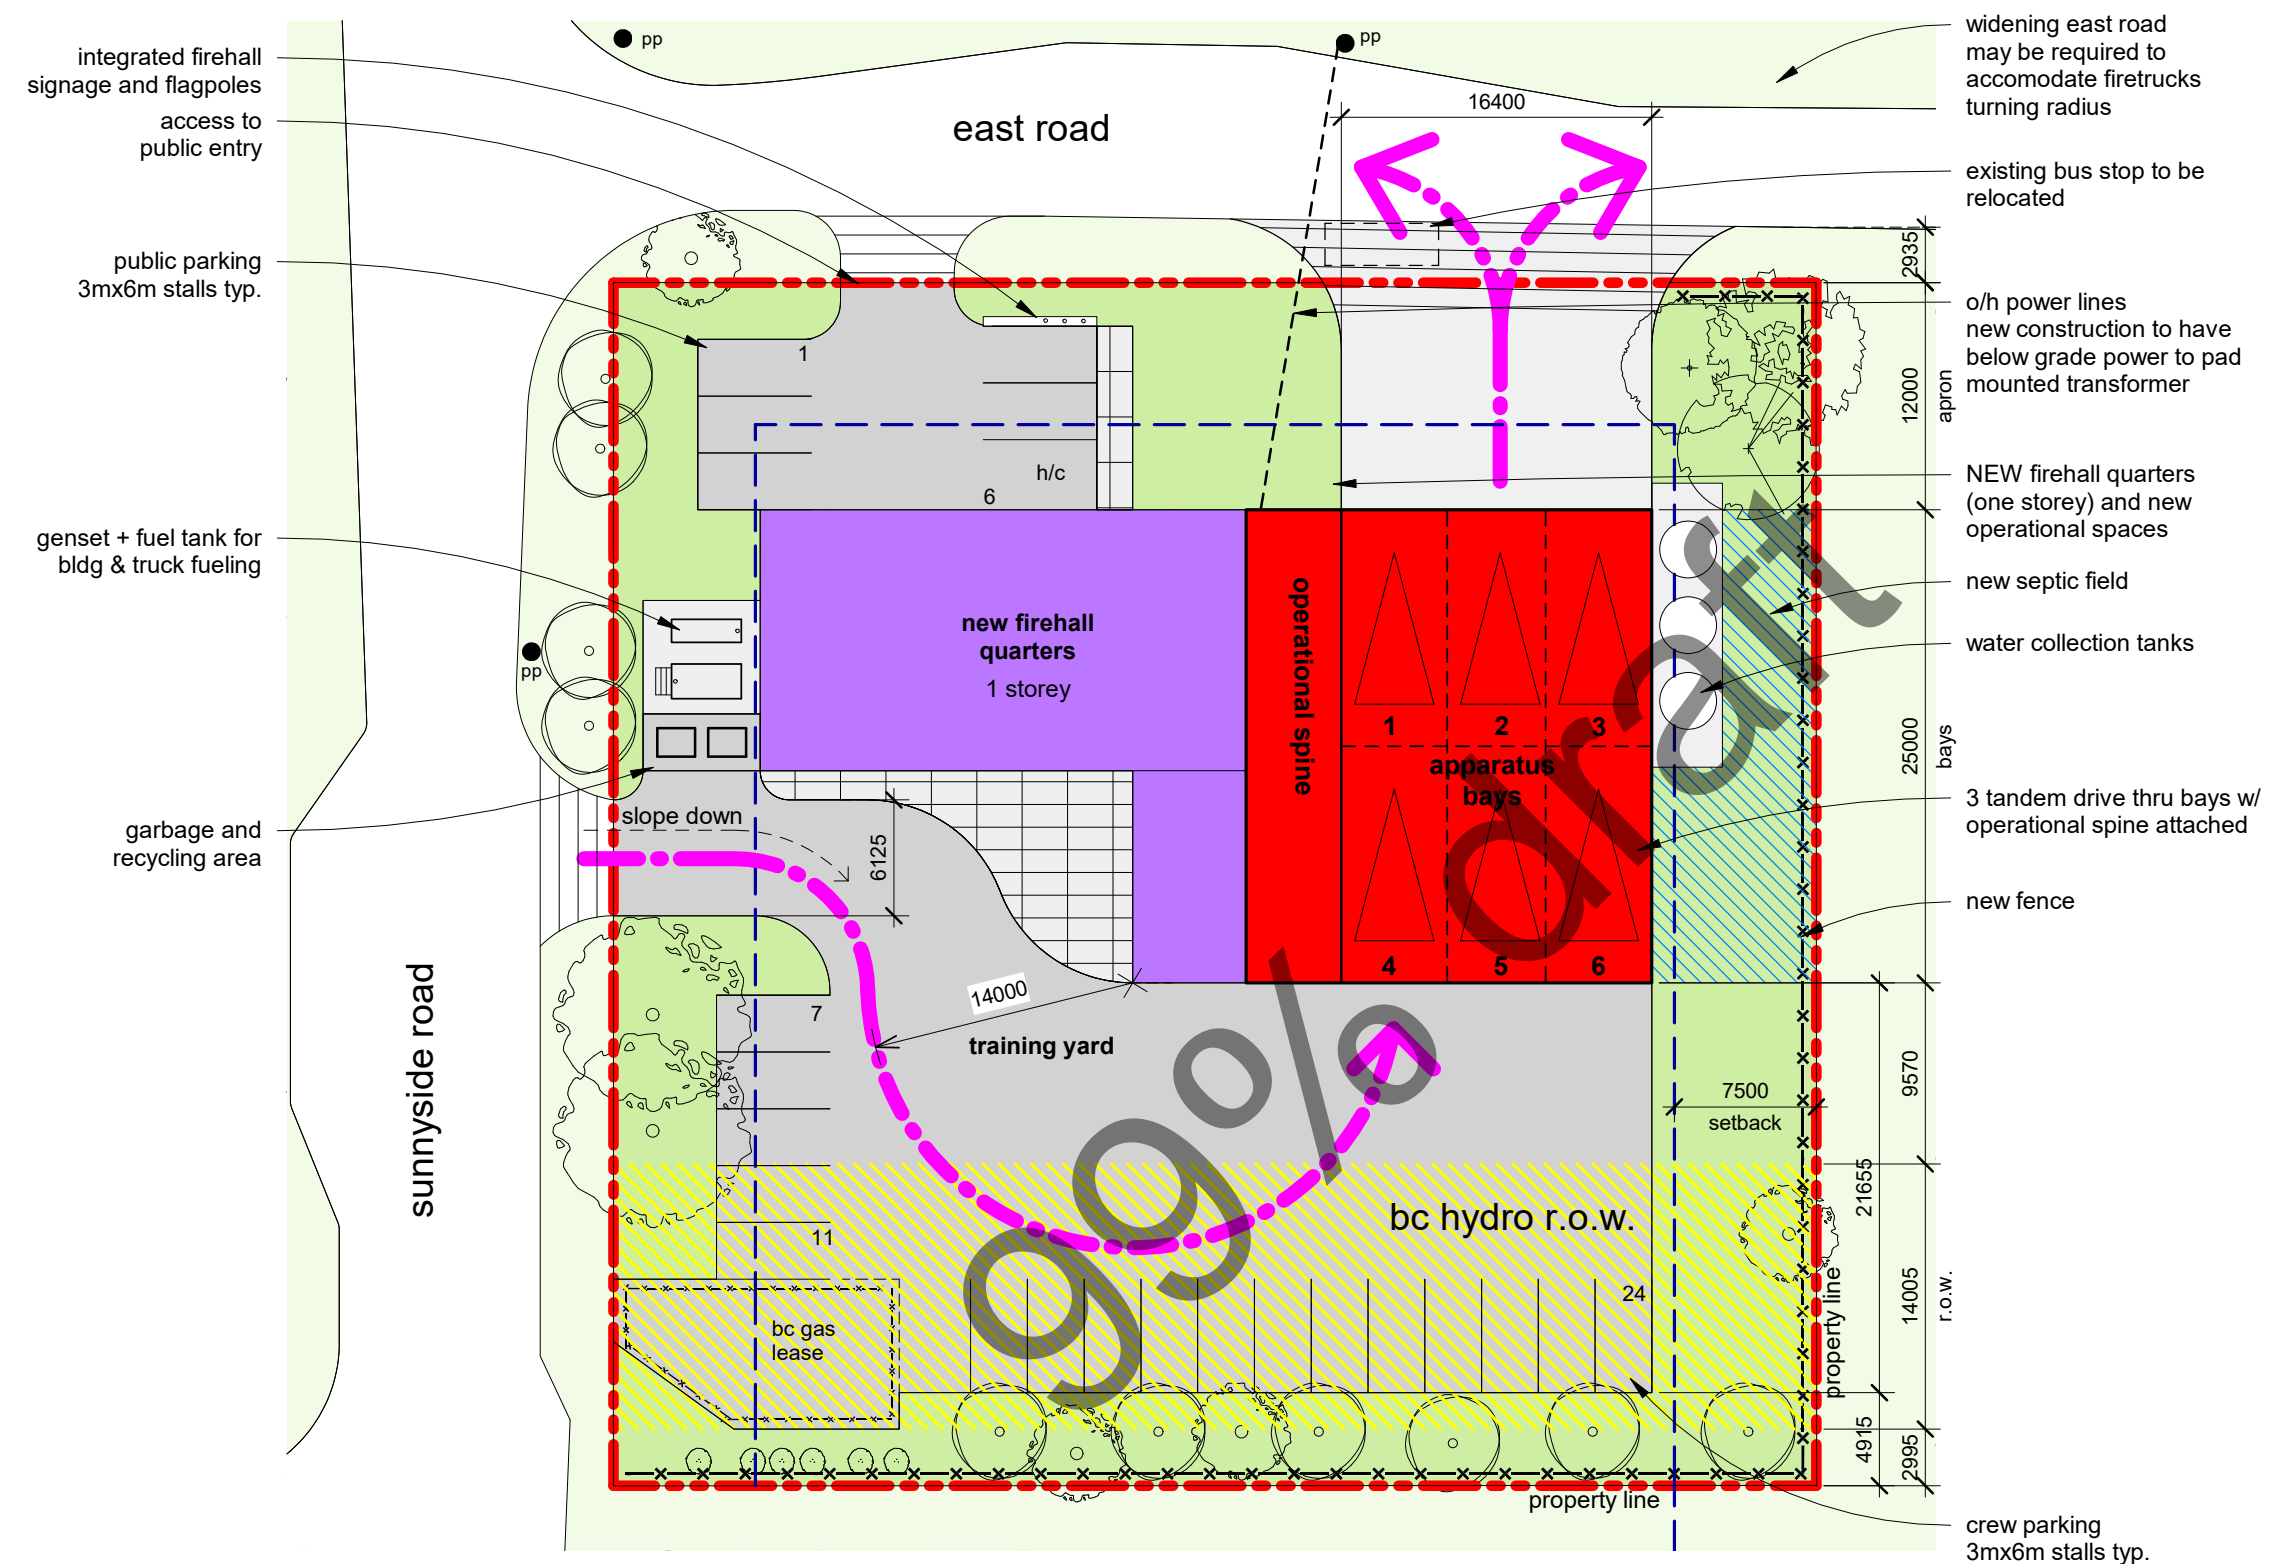 integrated firehall
signage and flagpoles
access to
public entry
public parking
3mx6m stalls typ.
genset + fuel tank for
bldg & truck fueling
garbage and
recycling area
pp
pp
pp
east road
sunnyside road
16400
widening east road
may be required to
accomodate firetrucks
turning radius
existing bus stop to be
relocated
o/h power lines
new construction to have
below grade power to pad
mounted transformer
NEW firehall quarters
(one storey) and new
operational spaces
new septic field
water collection tanks
3 tandem drive thru bays w/
operational spine attached
new fence
crew parking
3mx6m stalls typ.
2935
12000
apron
25000
bays
9570
21655
14005
r.o.w.
4915
2995
1
6
h/c
new firehall
quarters
1 storey
operational spine
1
2
3
apparatus
bays
4
5
6
slope down
6125
14000
training yard
7
11
24
7500
setback
bc hydro r.o.w.
bc gas
lease
property line
property line
99% draft